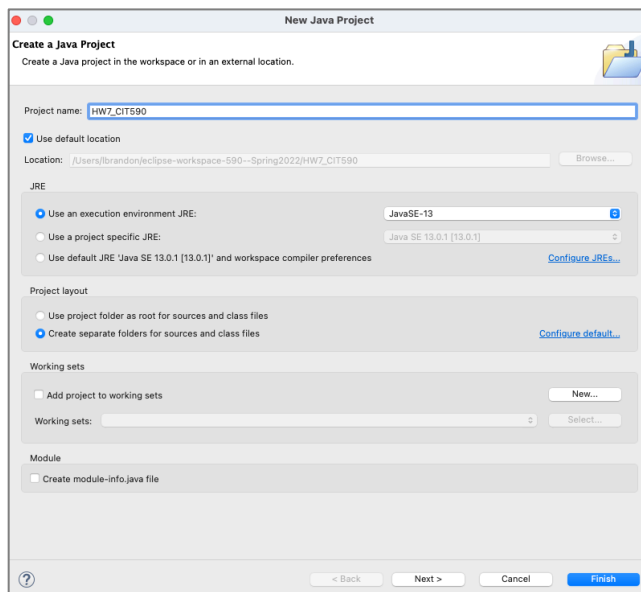 New Java Project
Create a Java Project
Create a Java project in the workspace or in an external location.
Project name: HW7_CIT590
Use default location
Location: /Users/lbrandon/eclipse-workspace-590--Spring2022/HW7_CIT590 Browse...
JRE
Use an execution environment JRE: JavaSE-13
Use a project specific JRE: Java SE 13.0.1 [13.0.1]
Use default JRE 'Java SE 13.0.1 [13.0.1]' and workspace compiler preferences Configure JREs...
Project layout
Use project folder as root for sources and class files
Create separate folders for sources and class files Configure default...
Working sets
Add project to working sets New...
Working sets: Select...
Module
Create module-info.java file
? < Back Next > Cancel Finish